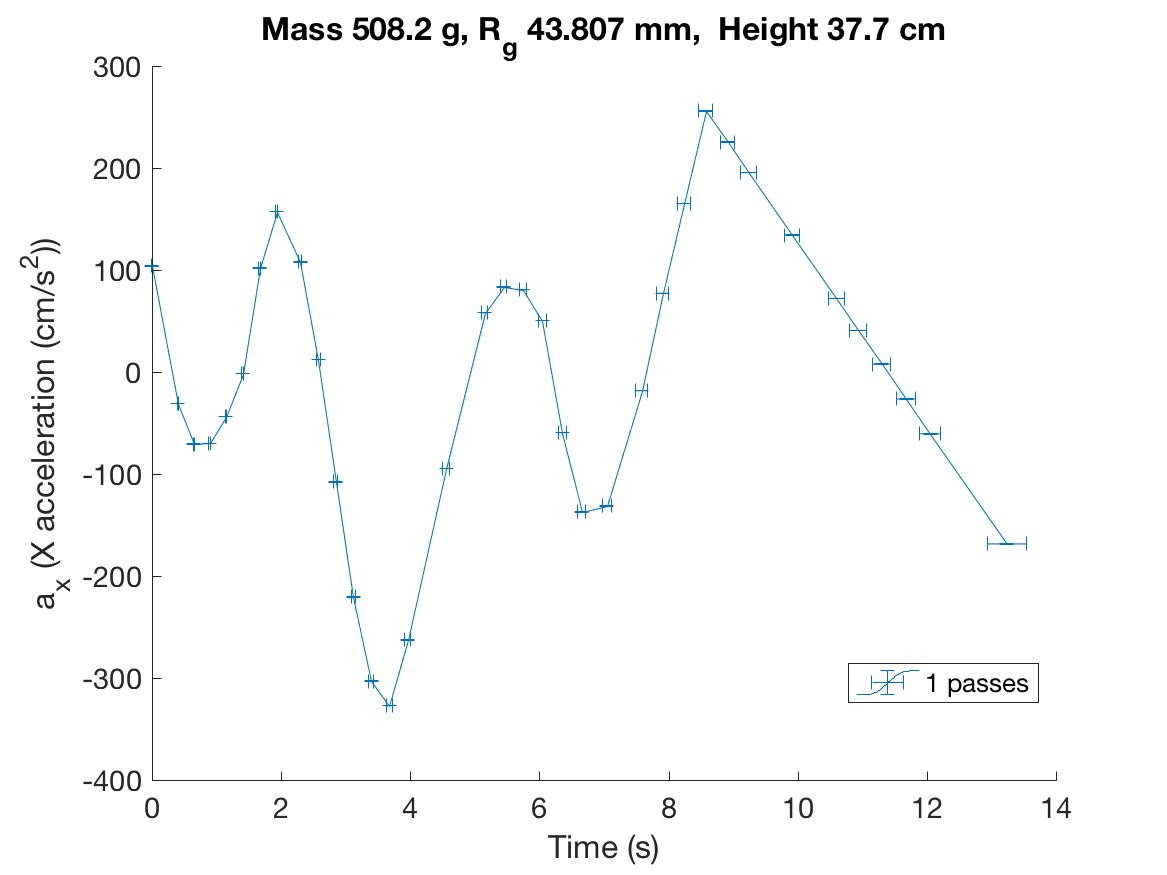 Mass 508.2 g, Rg 43.807 mm,  Height 37.7 cm
300
200
100
0
-100
-200
-300
-400
ax (X acceleration (cm/s2))
1 passes
0 2 4 6 8 10 12 14
Time (s)